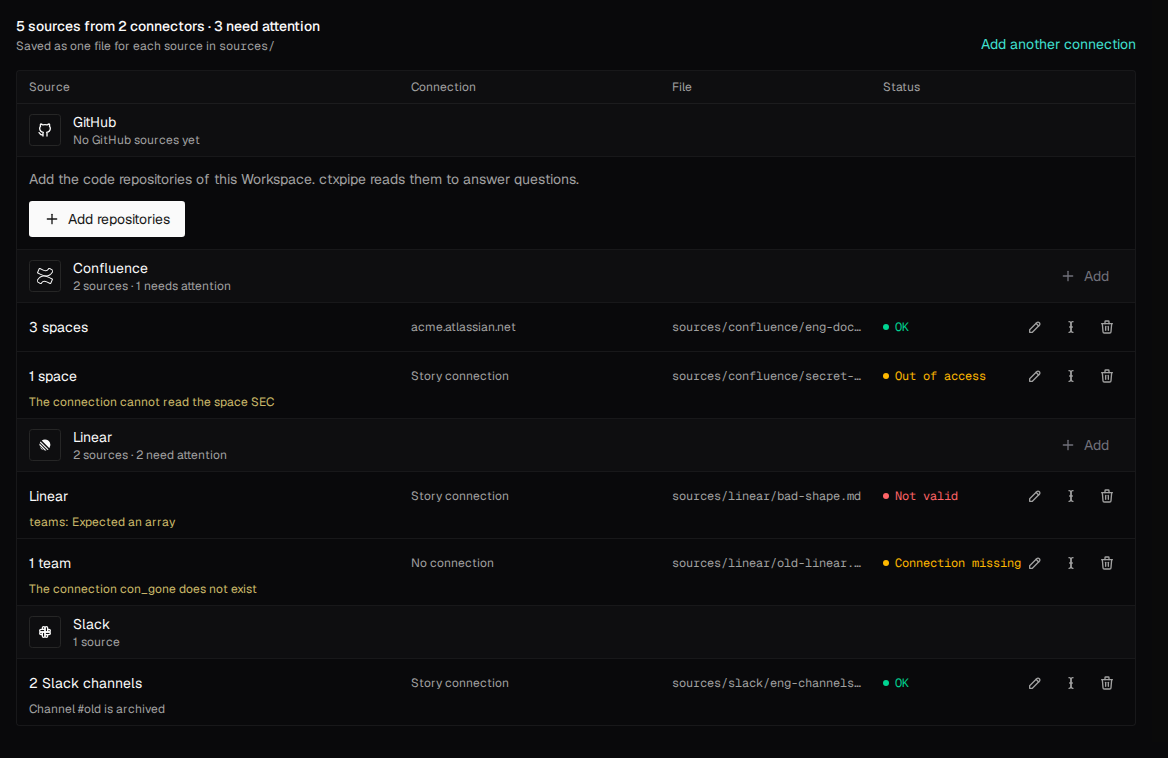 5 sources from 2 connectors · 3 need attention
Saved as one file for each source in sources/
Add another connection
Source Connection File Status
GitHub
No GitHub sources yet
Add the code repositories of this Workspace. ctxpipe reads them to answer questions.
+ Add repositories
Confluence
2 sources · 1 needs attention
+ Add
3 spaces acme.atlassian.net sources/confluence/eng-doc… OK
1 space Story connection sources/confluence/secret-… Out of access
The connection cannot read the space SEC
Linear
2 sources · 2 need attention
+ Add
Linear Story connection sources/linear/bad-shape.md Not valid
teams: Expected an array
1 team No connection sources/linear/old-linear.… Connection missing
The connection con_gone does not exist
Slack
1 source
2 Slack channels Story connection sources/slack/eng-channels… OK
Channel #old is archived